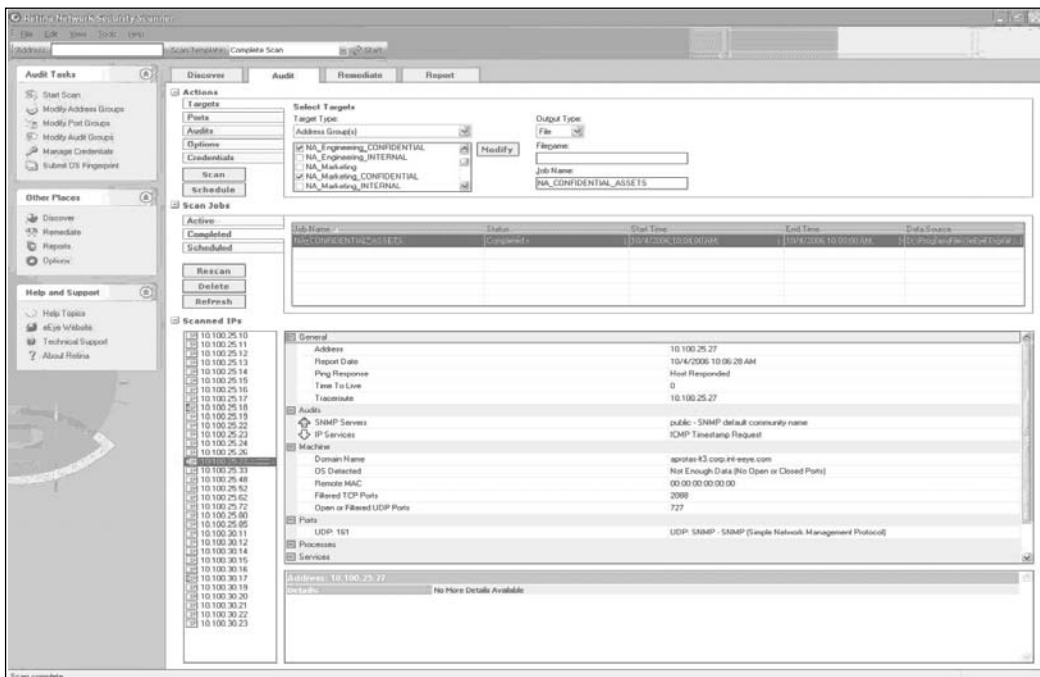 Retina Network Security Scanner
File Edit View Tools Help
Address: Scan Template: Complete Scan Start
Audit Tasks
Start Scan
Modify Address Groups
Modify Port Groups
Modify Audit Groups
Manage Credentials
Submit OS Fingerprint
Other Places
Discover
Remediate
Reports
Options
Help and Support
Help Topics
eEye Website
Technical Support
About Retina
Discover Audit Remediate Report
Actions
Targets
Ports
Audits
Options
Credentials
Scan
Schedule
Select Targets
Target Type:
Address Group(s)
NA_Engineering_CONFIDENTIAL
NA_Engineering_INTERNAL
NA_Marketing
NA_Marketing_CONFIDENTIAL
NA_Marketing_INTERNAL
Modify
Output Type:
File
Filename:
Job Name:
NA_CONFIDENTIAL_ASSETS
Scan Jobs
Active
Completed
Scheduled
Rescan
Delete
Refresh
Job Name Status Start Time End Time Data Source
NA_CONFIDENTIAL_ASSETS Completed 10/4/2006 10:04:00 AM
Scanned IPs
10.100.25.10
10.100.25.11
10.100.25.12
10.100.25.13
10.100.25.14
10.100.25.15
10.100.25.16
10.100.25.17
10.100.25.18
10.100.25.19
10.100.25.22
10.100.25.23
10.100.25.24
10.100.25.26
10.100.25.27
10.100.25.33
10.100.25.48
10.100.25.52
10.100.25.62
10.100.25.72
10.100.25.80
10.100.25.85
10.100.30.11
10.100.30.12
10.100.30.14
10.100.30.15
10.100.30.16
10.100.30.17
10.100.30.19
10.100.30.20
10.100.30.21
10.100.30.22
10.100.30.23
General
Address 10.100.25.27
Report Date 10/4/2006 10:06:28 AM
Ping Response Host Responded
Time To Live 0
Traceroute 10.100.25.27
Audits
SNMP Servers public - SNMP default community name
IP Services ICMP Timestamp Request
Machine
Domain Name aprotas-lt3.corp.int-eeye.com
OS Detected Not Enough Data (No Open or Closed Ports)
Remote MAC 00:00:00:00:00:00
Filtered TCP Ports 2088
Open or Filtered UDP Ports 727
Ports
UDP: 161 UDP: SNMP - SNMP (Simple Network Management Protocol)
Processes
Services
Address: 10.100.25.27
Details: No More Details Available
Scan complete